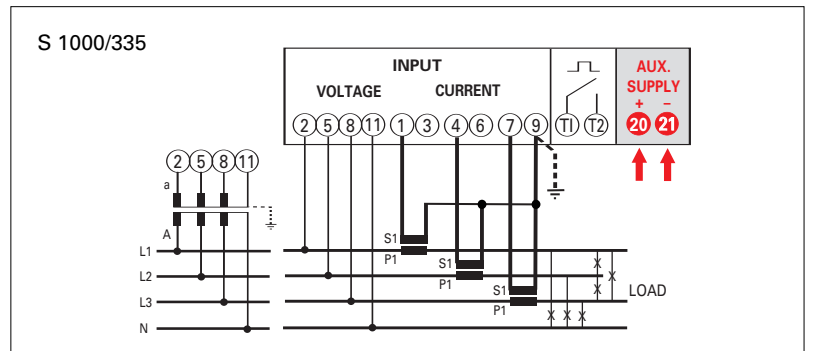 S 1000/335
INPUT
VOLTAGE CURRENT
AUX.
SUPPLY
+ –
2 5 8 11 1 3 4 6 7 9 T1 T2 20 21
2 5 8 11
a
A
L1
L2
L3
N
S1
P1
S1
P1
S1
P1
LOAD